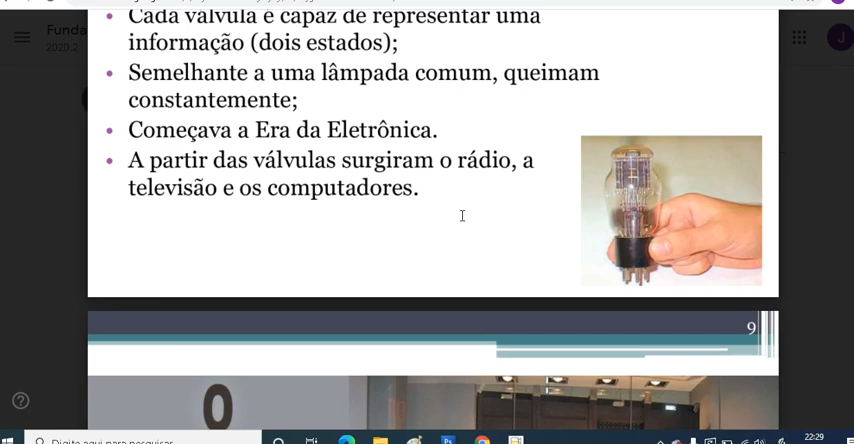 Funda
2020.2
J
• Cada válvula é capaz de representar uma
informação (dois estados);
• Semelhante a uma lâmpada comum, queimam
constantemente;
• Começava a Era da Eletrônica.
• A partir das válvulas surgiram o rádio, a
televisão e os computadores.
9
0
Digite aqui para pesquisar
Ps
22:29